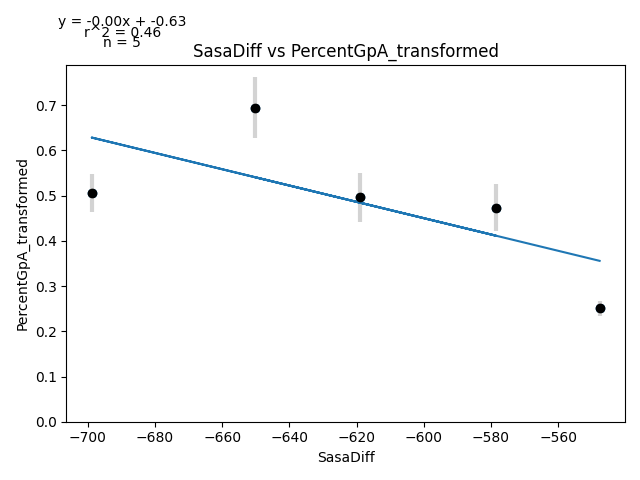 y = -0.00x + -0.63
r^2 = 0.46
n = 5
SasaDiff vs PercentGpA_transformed
0.7
0.6
0.5
0.4
0.3
0.2
0.1
0.0
PercentGpA_transformed
−700 −680 −660 −640 −620 −600 −580 −560
SasaDiff